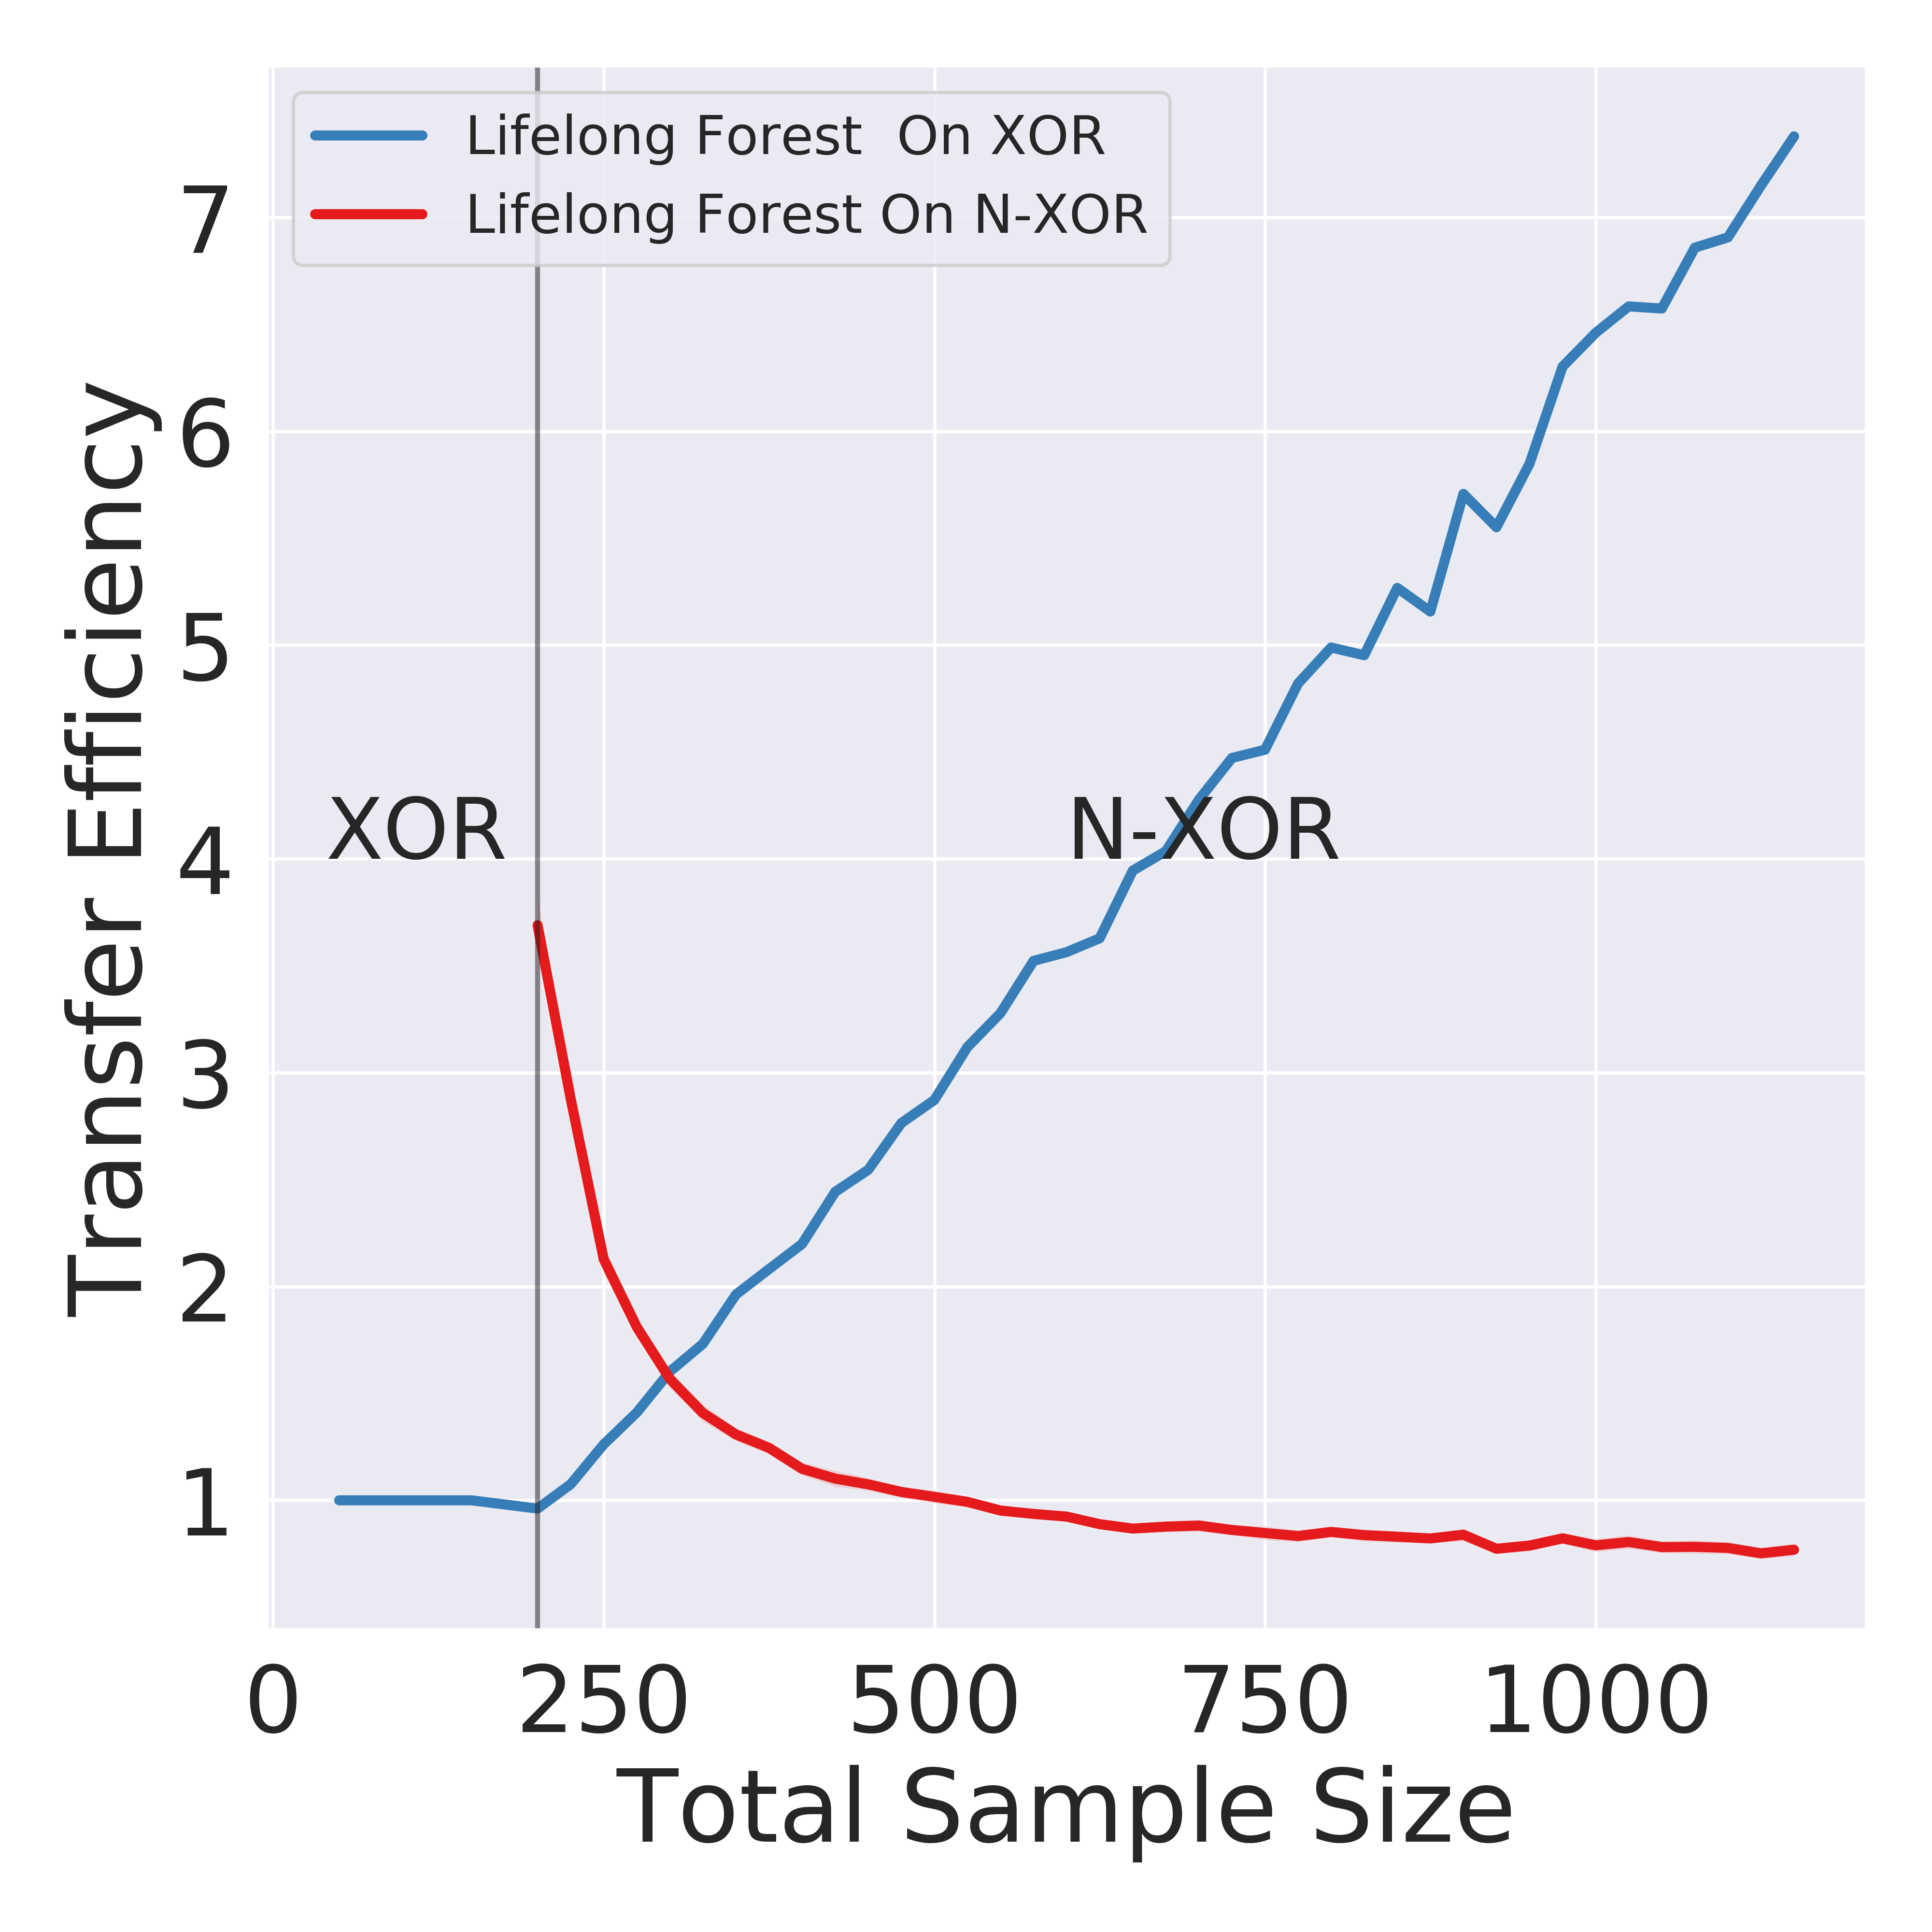 Lifelong Forest  On XOR
Lifelong Forest On N-XOR
Transfer Efficiency
7
6
5
4
3
2
1
XOR
N-XOR
0 250 500 750 1000
Total Sample Size